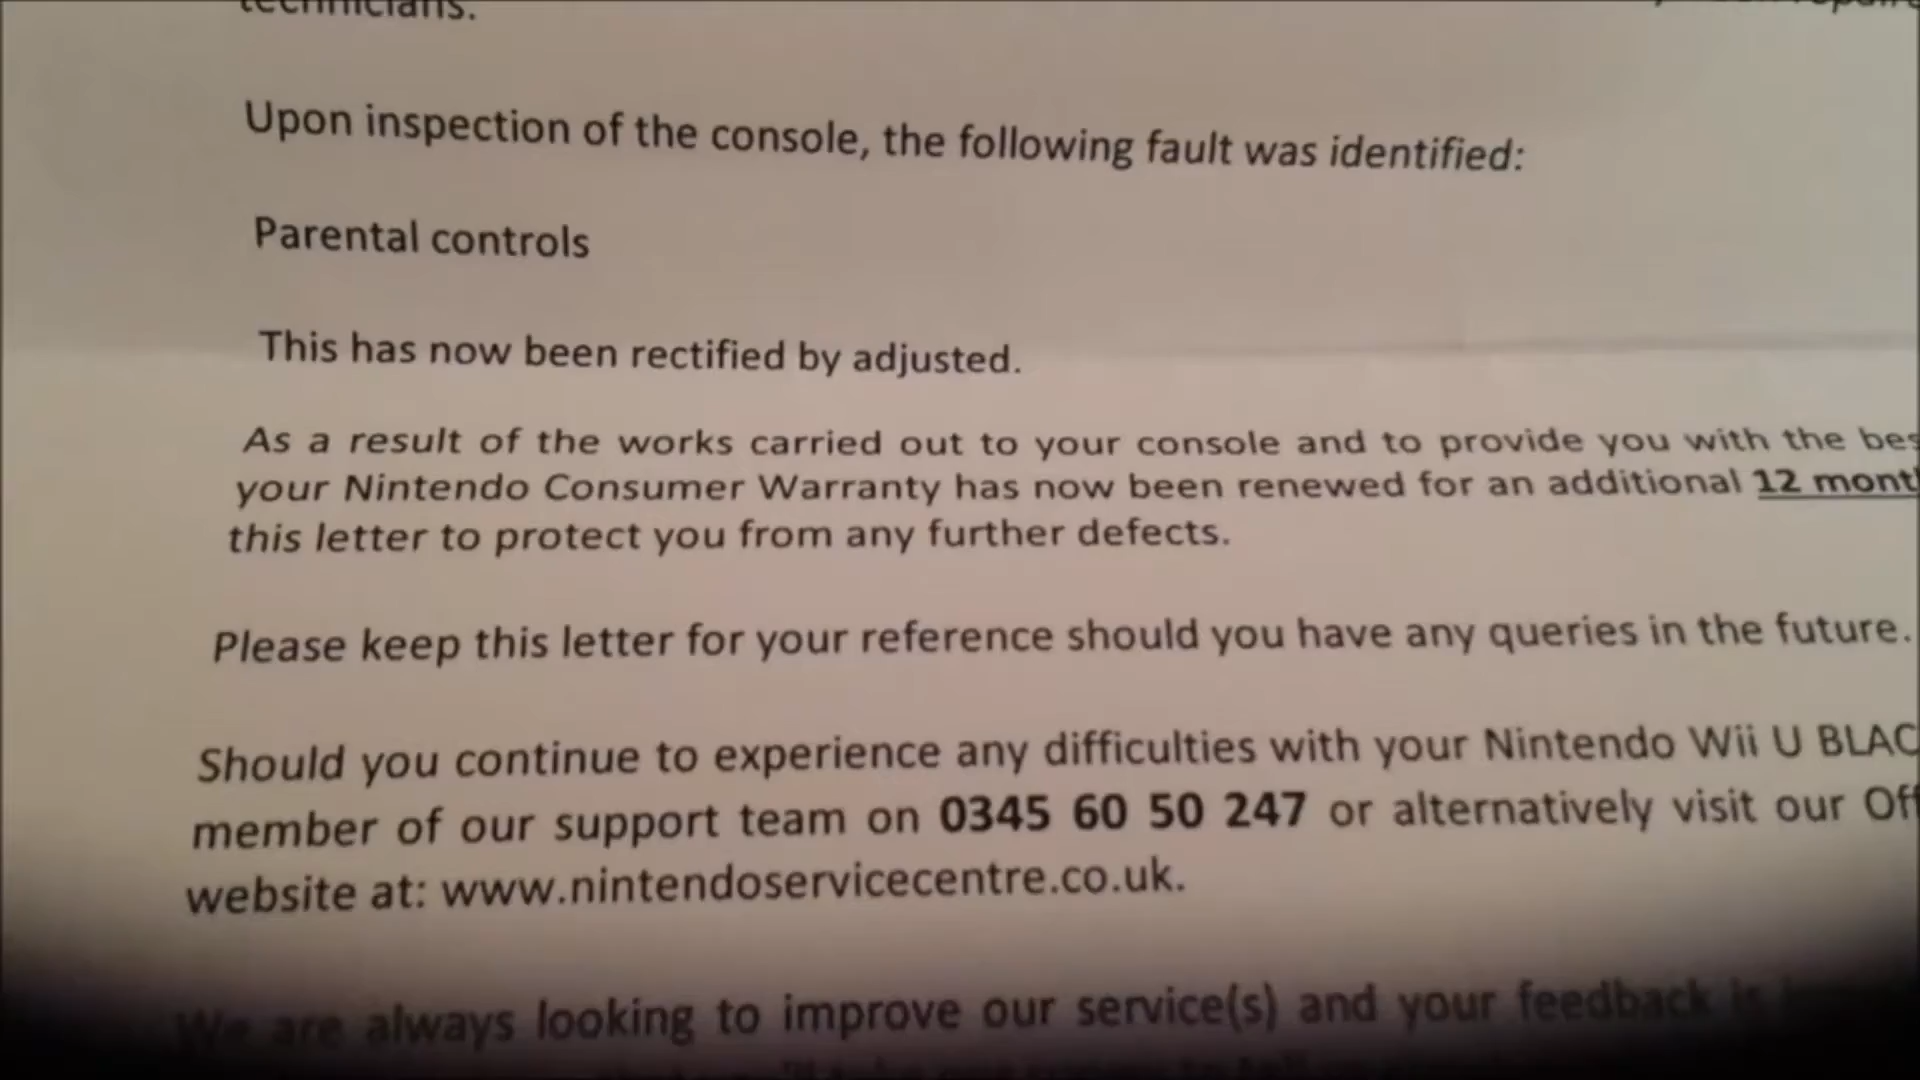 technicians.
Upon inspection of the console, the following fault was identified:
Parental controls
This has now been rectified by adjusted.
As a result of the works carried out to your console and to provide you with the
your Nintendo Consumer Warranty has now been renewed for an additional 12
this letter to protect you from any further defects.
Please keep this letter for your reference should you have any queries in the future.
Should you continue to experience any difficulties with your Nintendo Wii U
member of our support team on 0345 60 50 247 or alternatively visit our
website at: www.nintendoservicecentre.co.uk.
We are always looking to improve our service(s) and your feedback is